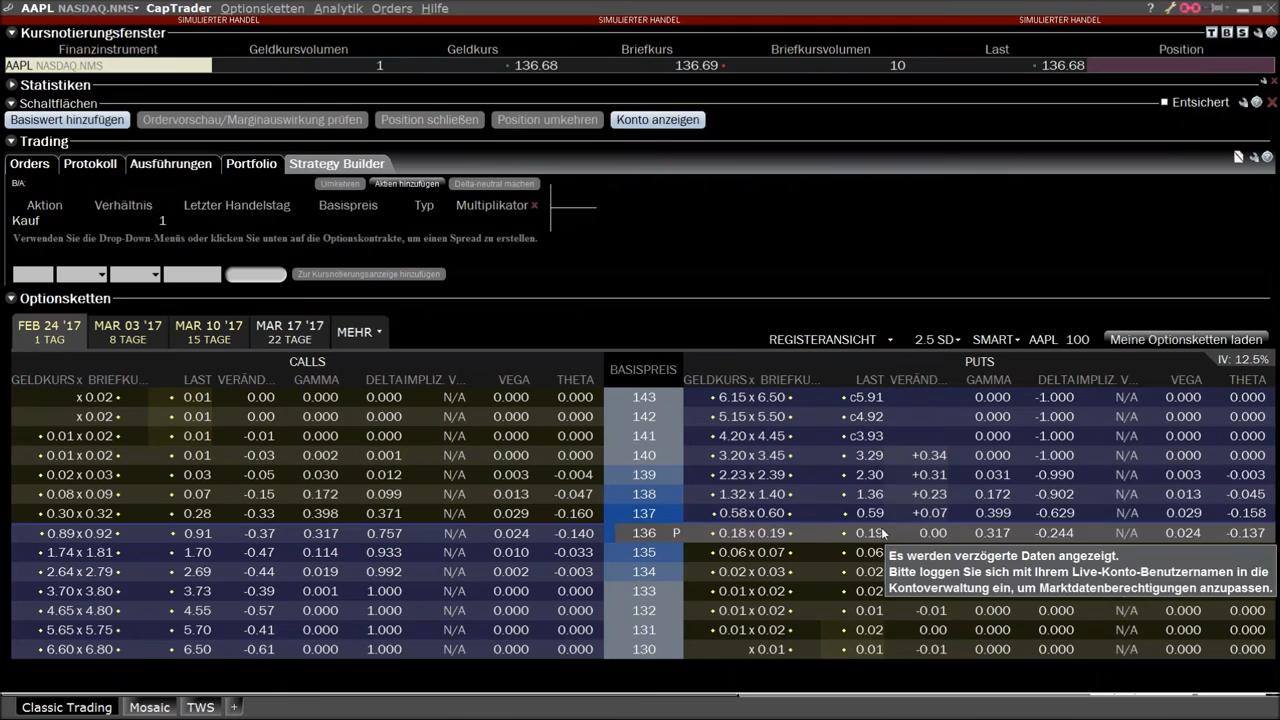 AAPL NASDAQ.NMS CapTrader Optionsketten Analytik Orders Hilfe ?
SIMULIERTER HANDEL SIMULIERTER HANDEL SIMULIERTER HANDEL
Kursnotierungsfenster T B S
Finanzinstrument Geldkursvolumen Geldkurs Briefkurs Briefkursvolumen Last Position
AAPL NASDAQ.NMS 1 136.68 136.69 10 136.68
Statistiken
Schaltflächen Entsichert
Basiswert hinzufügen Ordervorschau/Marginauswirkung prüfen Position schließen Position umkehren Konto anzeigen
Trading
Orders Protokoll Ausführungen Portfolio Strategy Builder
B/A: Umkehren Aktien hinzufügen Delta-neutral machen
Aktion Verhältnis Letzter Handelstag Basispreis Typ Multiplikator
Kauf 1
Verwenden Sie die Drop-Down-Menüs oder klicken Sie unten auf die Optionskontrakte, um einen Spread zu erstellen.
Zur Kursnotierungsanzeige hinzufügen
Optionsketten
FEB 24 '17 MAR 03 '17 MAR 10 '17 MAR 17 '17 MEHR
1 TAG 8 TAGE 15 TAGE 22 TAGE
REGISTERANSICHT 2.5 SD SMART AAPL 100 Meine Optionsketten laden
CALLS BASISPREIS PUTS IV: 12.5%
GELDKURS x BRIEFKU... LAST VERÄND... GAMMA DELTA IMPLIZ. V... VEGA THETA GELDKURS x BRIEFKU... LAST VERÄND... GAMMA DELTA IMPLIZ. V... VEGA THETA
x 0.02 0.01 0.00 0.000 0.000 N/A 0.000 0.000 143 6.15 x 6.50 c5.91 0.000 -1.000 N/A 0.000 0.000
x 0.02 0.01 0.00 0.000 0.000 N/A 0.000 0.000 142 5.15 x 5.50 c4.92 0.000 -1.000 N/A 0.000 0.000
0.01 x 0.02 0.01 -0.01 0.000 0.000 N/A 0.000 0.000 141 4.20 x 4.45 c3.93 0.000 -1.000 N/A 0.000 0.000
0.01 x 0.02 0.01 -0.03 0.002 0.001 N/A 0.000 0.000 140 3.20 x 3.45 3.29 +0.34 0.000 -1.000 N/A 0.000 0.000
0.02 x 0.03 0.03 -0.05 0.030 0.012 N/A 0.003 -0.004 139 2.23 x 2.39 2.30 +0.31 0.031 -0.990 N/A 0.003 -0.003
0.08 x 0.09 0.07 -0.15 0.172 0.099 N/A 0.013 -0.047 138 1.32 x 1.40 1.36 +0.23 0.172 -0.902 N/A 0.013 -0.045
0.30 x 0.32 0.28 -0.33 0.398 0.371 N/A 0.029 -0.160 137 0.58 x 0.60 0.59 +0.07 0.399 -0.629 N/A 0.029 -0.158
0.89 x 0.92 0.91 -0.37 0.317 0.757 N/A 0.024 -0.140 136 P 0.18 x 0.19 0.19 0.00 0.317 -0.244 N/A 0.024 -0.137
1.74 x 1.81 1.70 -0.47 0.114 0.933 N/A 0.010 -0.033 135 0.06 x 0.07 0.06
2.64 x 2.79 2.69 -0.44 0.019 0.992 N/A 0.002 -0.003 134 0.02 x 0.03 0.02
3.70 x 3.80 3.73 -0.39 0.001 1.000 N/A 0.000 0.000 133 0.01 x 0.02 0.02
Es werden verzögerte Daten angezeigt.
Bitte loggen Sie sich mit Ihrem Live-Konto-Benutzernamen in die
Kontoverwaltung ein, um Marktdatenberechtigungen anzupassen.
4.65 x 4.80 4.55 -0.57 0.000 1.000 N/A 0.000 0.000 132 0.01 x 0.02 0.01 -0.01 0.000 0.000 N/A 0.000 0.000
5.65 x 5.75 5.70 -0.41 0.000 1.000 N/A 0.000 0.000 131 0.01 x 0.02 0.02 0.00 0.000 0.000 N/A 0.000 0.000
6.60 x 6.80 6.50 -0.61 0.000 1.000 N/A 0.000 0.000 130 x 0.01 0.01 -0.01 0.000 0.000 N/A 0.000 0.000
Classic Trading Mosaic TWS +